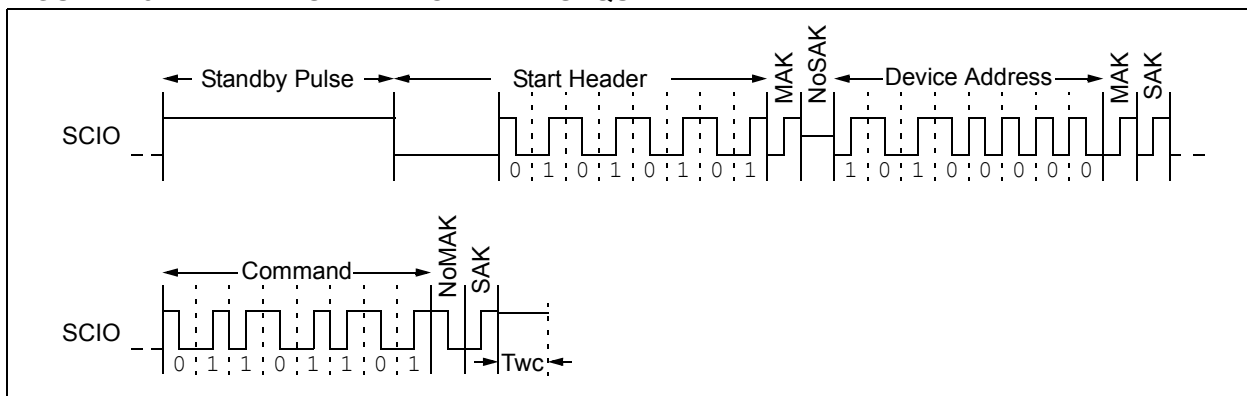 Standby Pulse
Start Header
MAK
NoSAK
Device Address
MAK
SAK
SCIO
0 1 0 1 0 1 0 1
1 0 1 0 0 0 0 0
Command
NoMAK
SAK
SCIO
0 1 1 0 1 1 0 1
Twc